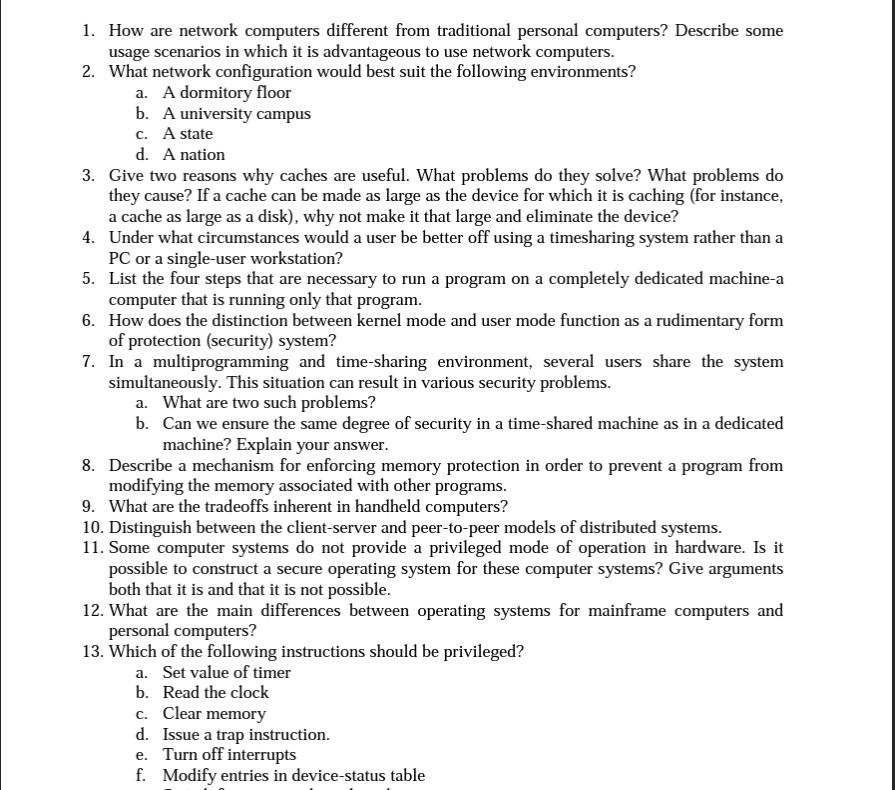 1. How are network computers different from traditional personal computers? Describe some
usage scenarios in which it is advantageous to use network computers.
2. What network configuration would best suit the following environments?
a. A dormitory floor
b. A university campus
c. A state
d. A nation
3. Give two reasons why caches are useful. What problems do they solve? What problems do
they cause? If a cache can be made as large as the device for which it is caching (for instance,
a cache as large as a disk), why not make it that large and eliminate the device?
4. Under what circumstances would a user be better off using a timesharing system rather than a
PC or a single-user workstation?
5. List the four steps that are necessary to run a program on a completely dedicated machine-a
computer that is running only that program.
6. How does the distinction between kernel mode and user mode function as a rudimentary form
of protection (security) system?
7. In a multiprogramming and time-sharing environment, several users share the system
simultaneously. This situation can result in various security problems.
a. What are two such problems?
b. Can we ensure the same degree of security in a time-shared machine as in a dedicated
machine? Explain your answer.
8. Describe a mechanism for enforcing memory protection in order to prevent a program from
modifying the memory associated with other programs.
9. What are the tradeoffs inherent in handheld computers?
10. Distinguish between the client-server and peer-to-peer models of distributed systems.
11. Some computer systems do not provide a privileged mode of operation in hardware. Is it
possible to construct a secure operating system for these computer systems? Give arguments
both that it is and that it is not possible.
12. What are the main differences between operating systems for mainframe computers and
personal computers?
13. Which of the following instructions should be privileged?
a. Set value of timer
b. Read the clock
c. Clear memory
d. Issue a trap instruction.
e. Turn off interrupts
f. Modify entries in device-status table